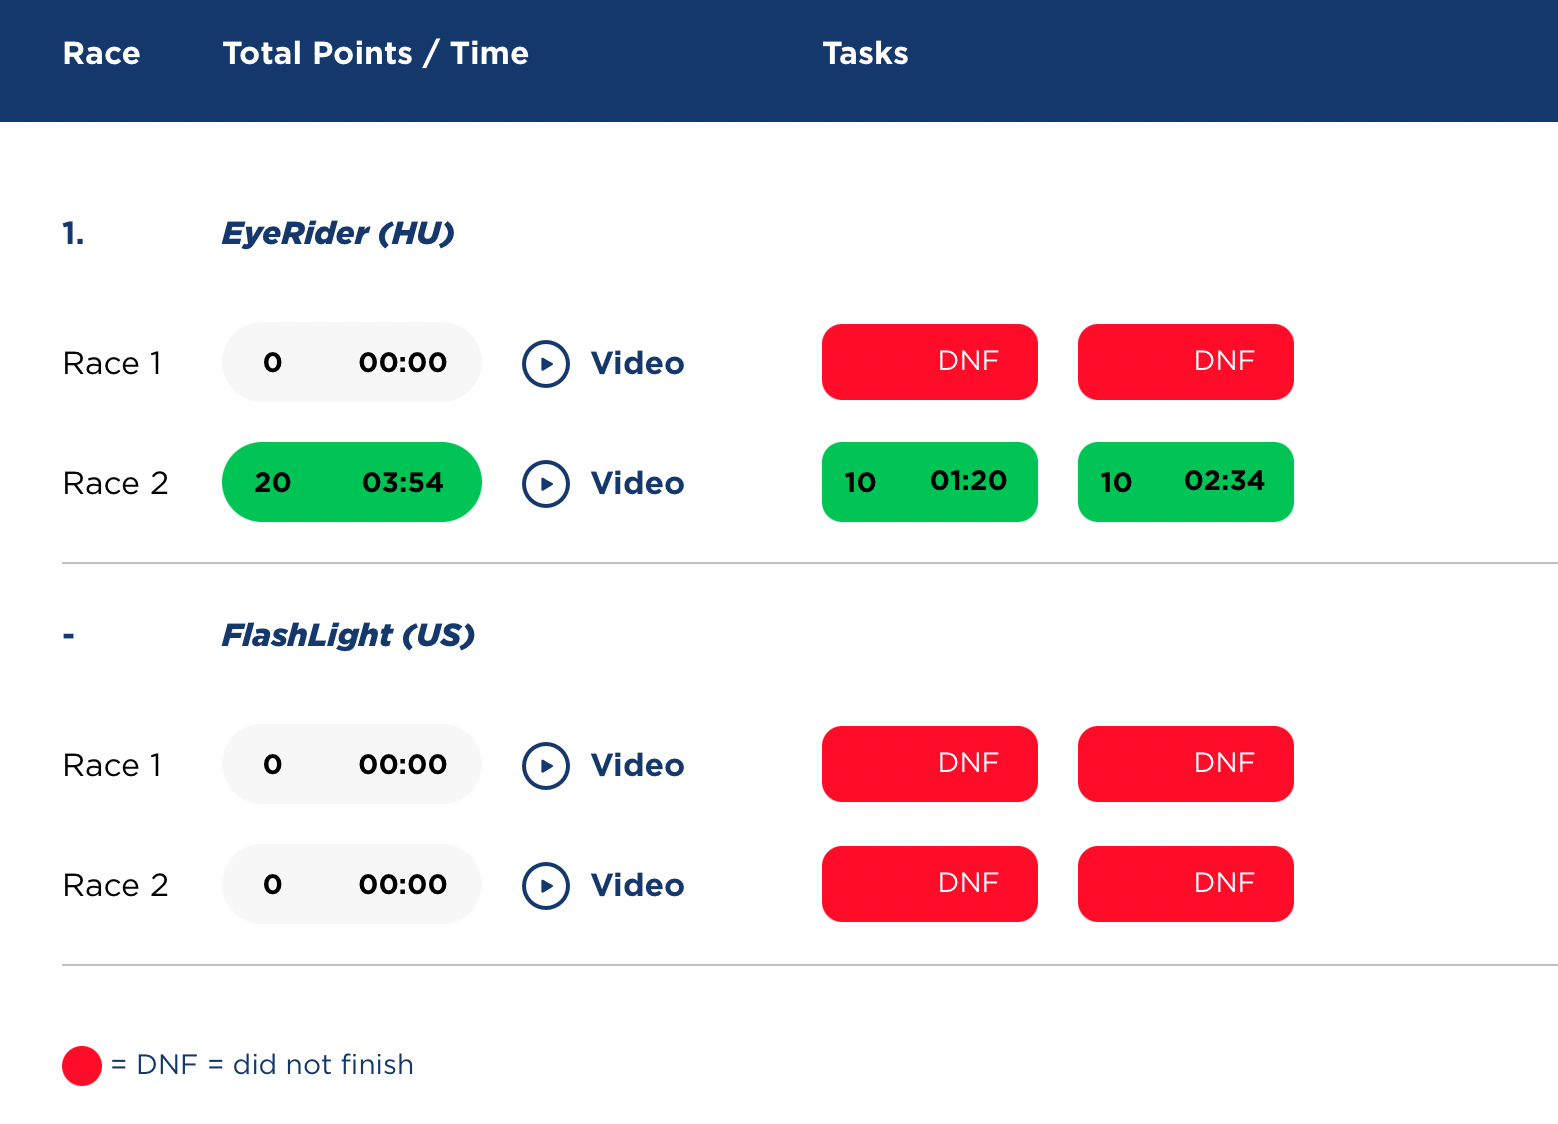 Race Total Points / Time Tasks
1. EyeRider (HU)
Race 1 0 00:00 Video DNF DNF
Race 2 20 03:54 Video 10 01:20 10 02:34
- FlashLight (US)
Race 1 0 00:00 Video DNF DNF
Race 2 0 00:00 Video DNF DNF
= DNF = did not finish